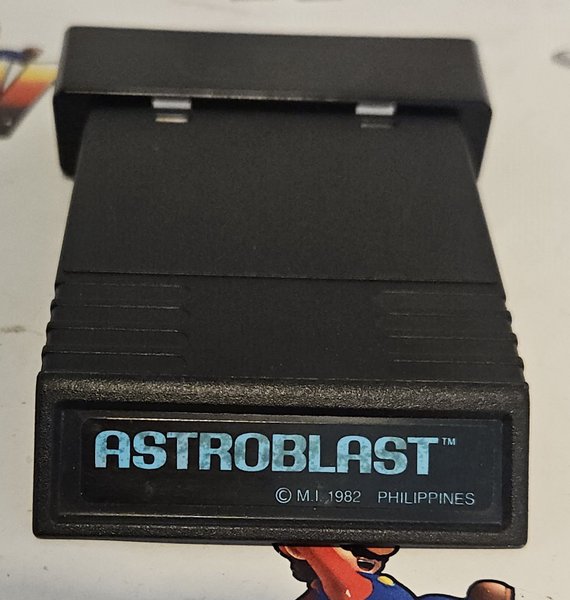 ASTROBLAST™
© M.I. 1982 PHILIPPINES